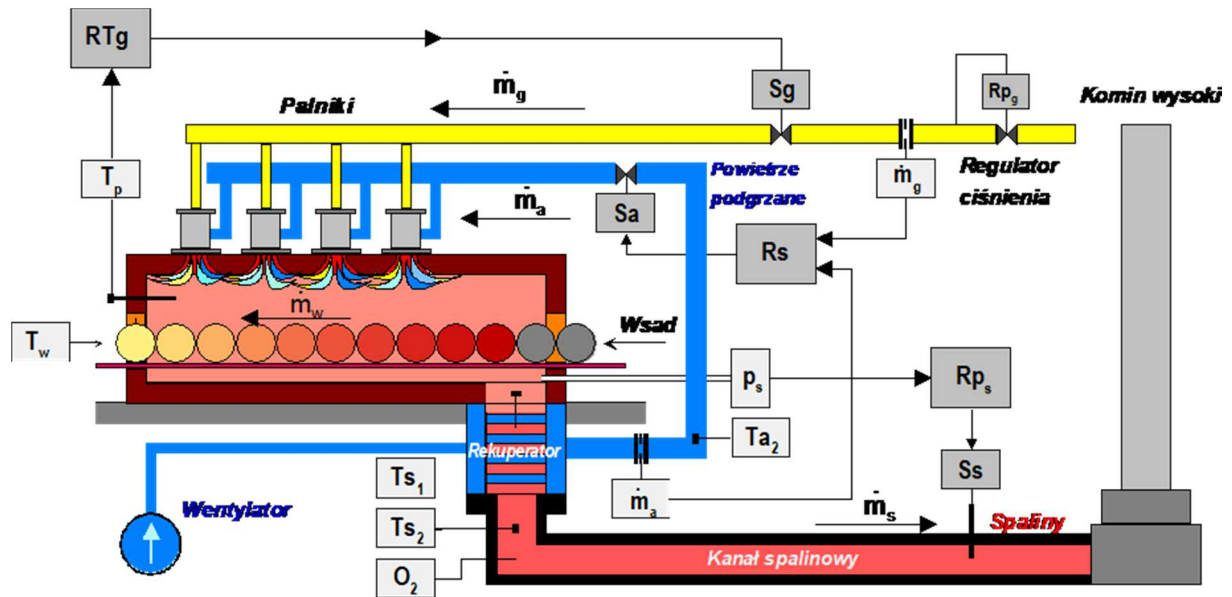 RTg
ṁg
Sg
Rpg
Komin wysoki
Palniki
Tp
Powietrze
podgrzane
ṁg
Regulator
ciśnienia
ṁa
Sa
Rs
ṁw
Tw
Wsad
ps
Rps
Rekuperator
Ta2
Ts1
ṁa
Ss
Wentylator
Ts2
ṁs
Spaliny
O2
Kanał spalinowy